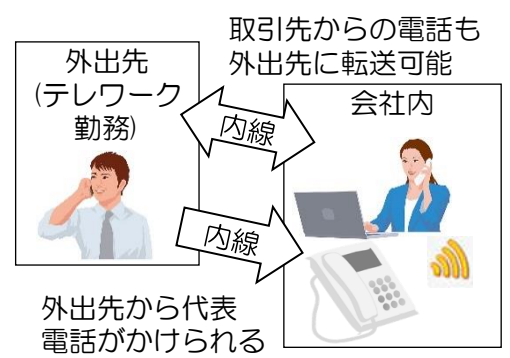 取引先からの電話も
外出先に転送可能
外出先
(テレワーク
勤務)
会社内
内線
内線
外出先から代表
電話がかけられる